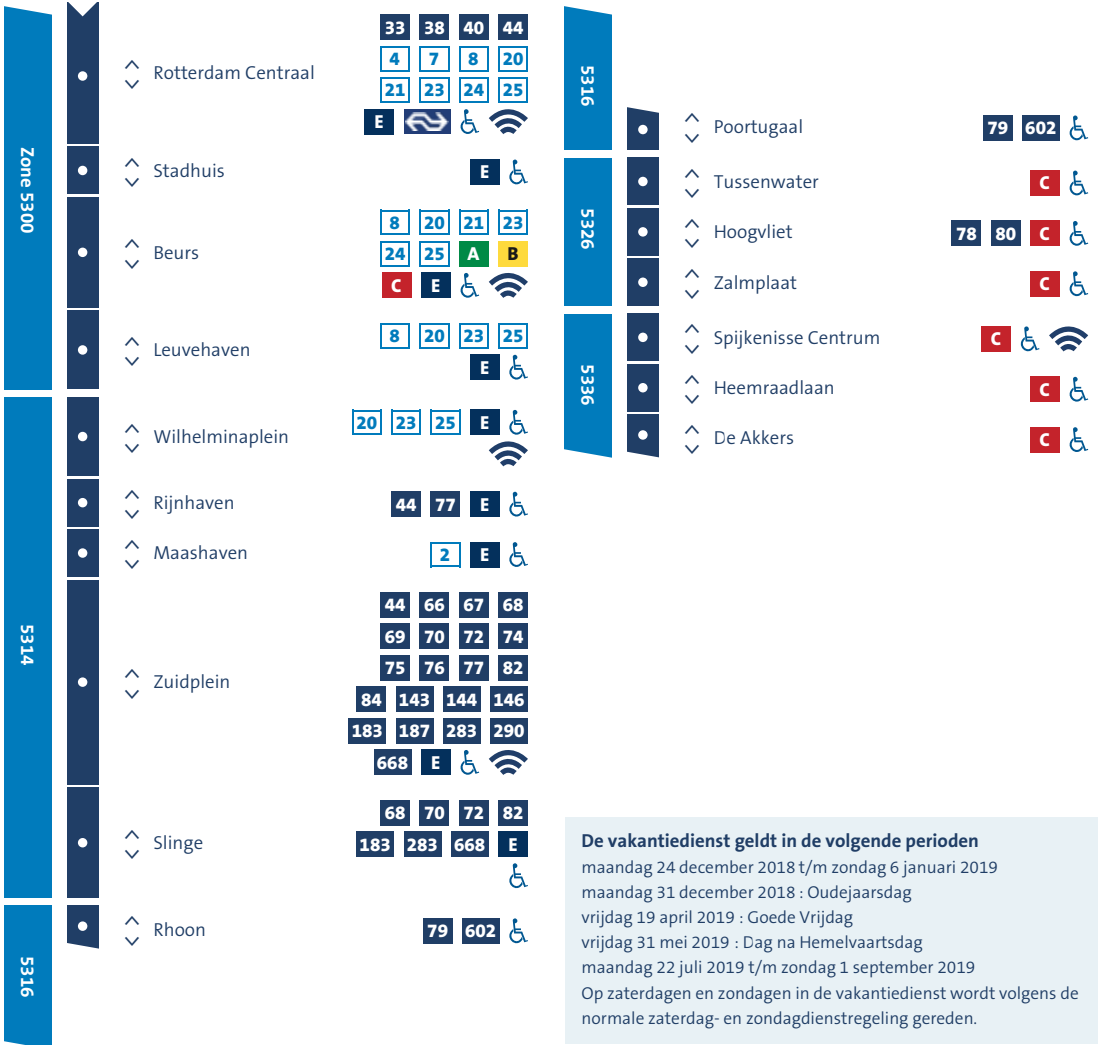 Zone 5300
33 38 40 44
Rotterdam Centraal
4 7 8 20
21 23 24 25
E
Stadhuis E
8 20 21 23
Beurs
24 25 A B
C E
8 20 23 25
Leuvehaven
E
5314
Wilhelminaplein 20 23 25 E
Rijnhaven 44 77 E
Maashaven 2 E
44 66 67 68
69 70 72 74
75 76 77 82
Zuidplein
84 143 144 146
183 187 283 290
668 E
68 70 72 82
Slinge 183 283 668 E
5316
Rhoon 79 602
5316
Poortugaal 79 602
5326
Tussenwater C
Hoogvliet 78 80 C
Zalmplaat C
5336
Spijkenisse Centrum C
Heemraadlaan C
De Akkers C
De vakantiedienst geldt in de volgende perioden
maandag 24 december 2018 t/m zondag 6 januari 2019
maandag 31 december 2018 : Oudejaarsdag
vrijdag 19 april 2019 : Goede Vrijdag
vrijdag 31 mei 2019 : Dag na Hemelvaartsdag
maandag 22 juli 2019 t/m zondag 1 september 2019
Op zaterdagen en zondagen in de vakantiedienst wordt volgens de
normale zaterdag- en zondagdienstregeling gereden.